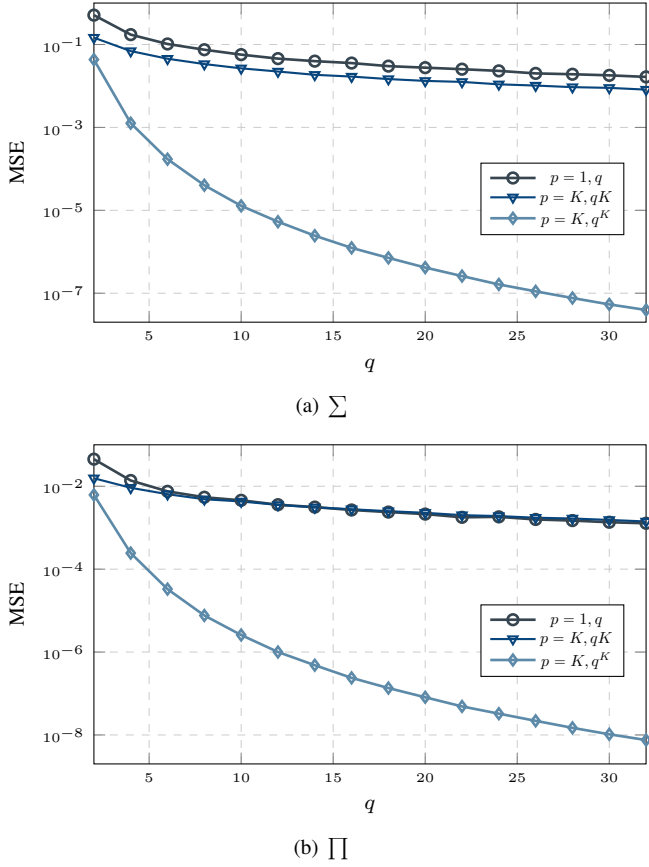 10⁻¹
10⁻³
10⁻⁵
10⁻⁷
MSE
p = 1, q
p = K, qK
p = K, q^K
5 10 15 20 25 30
q
(a) ∑
10⁻²
10⁻⁴
10⁻⁶
10⁻⁸
MSE
p = 1, q
p = K, qK
p = K, q^K
5 10 15 20 25 30
q
(b) ∏